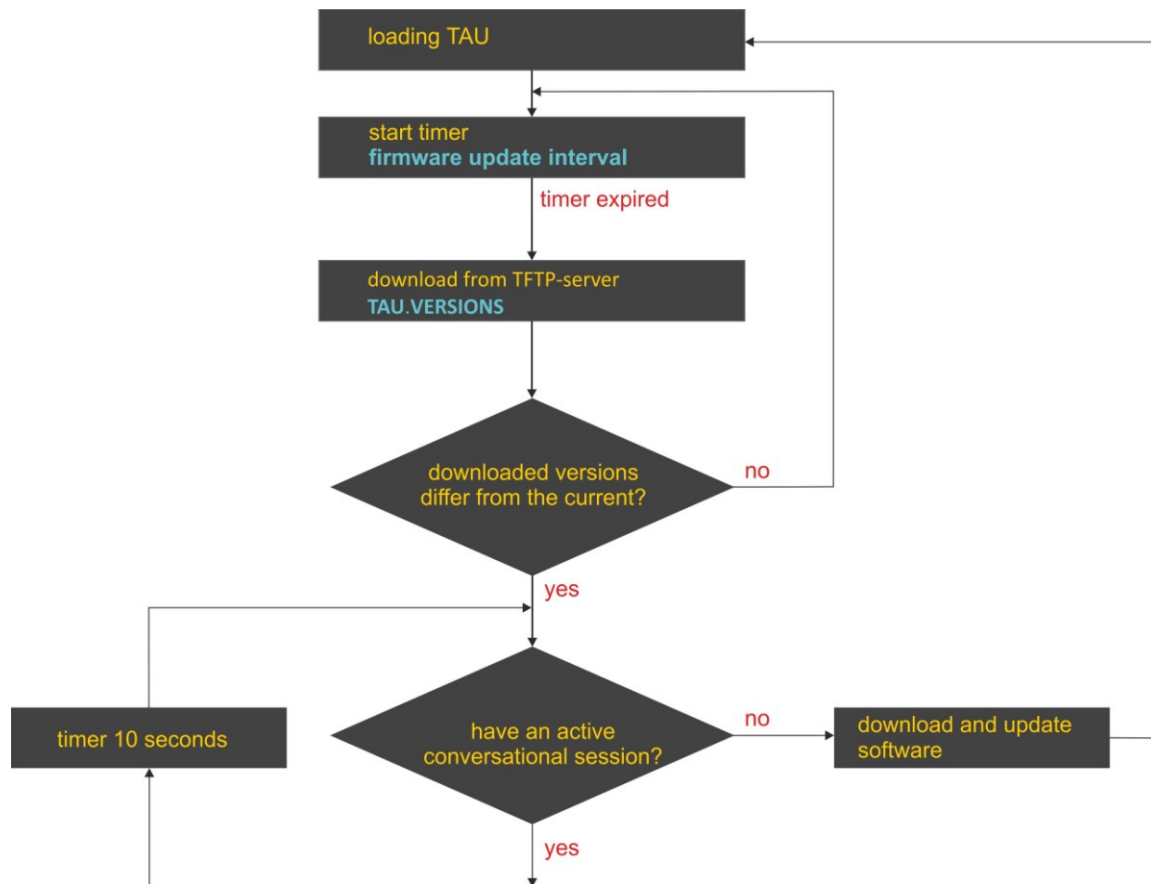 loading TAU
start timer
firmware update interval
timer expired
download from TFTP-server
TAU.VERSIONS
downloaded versions
differ from the current?
no
yes
timer 10 seconds
have an active
conversational session?
no
download and update
software
yes